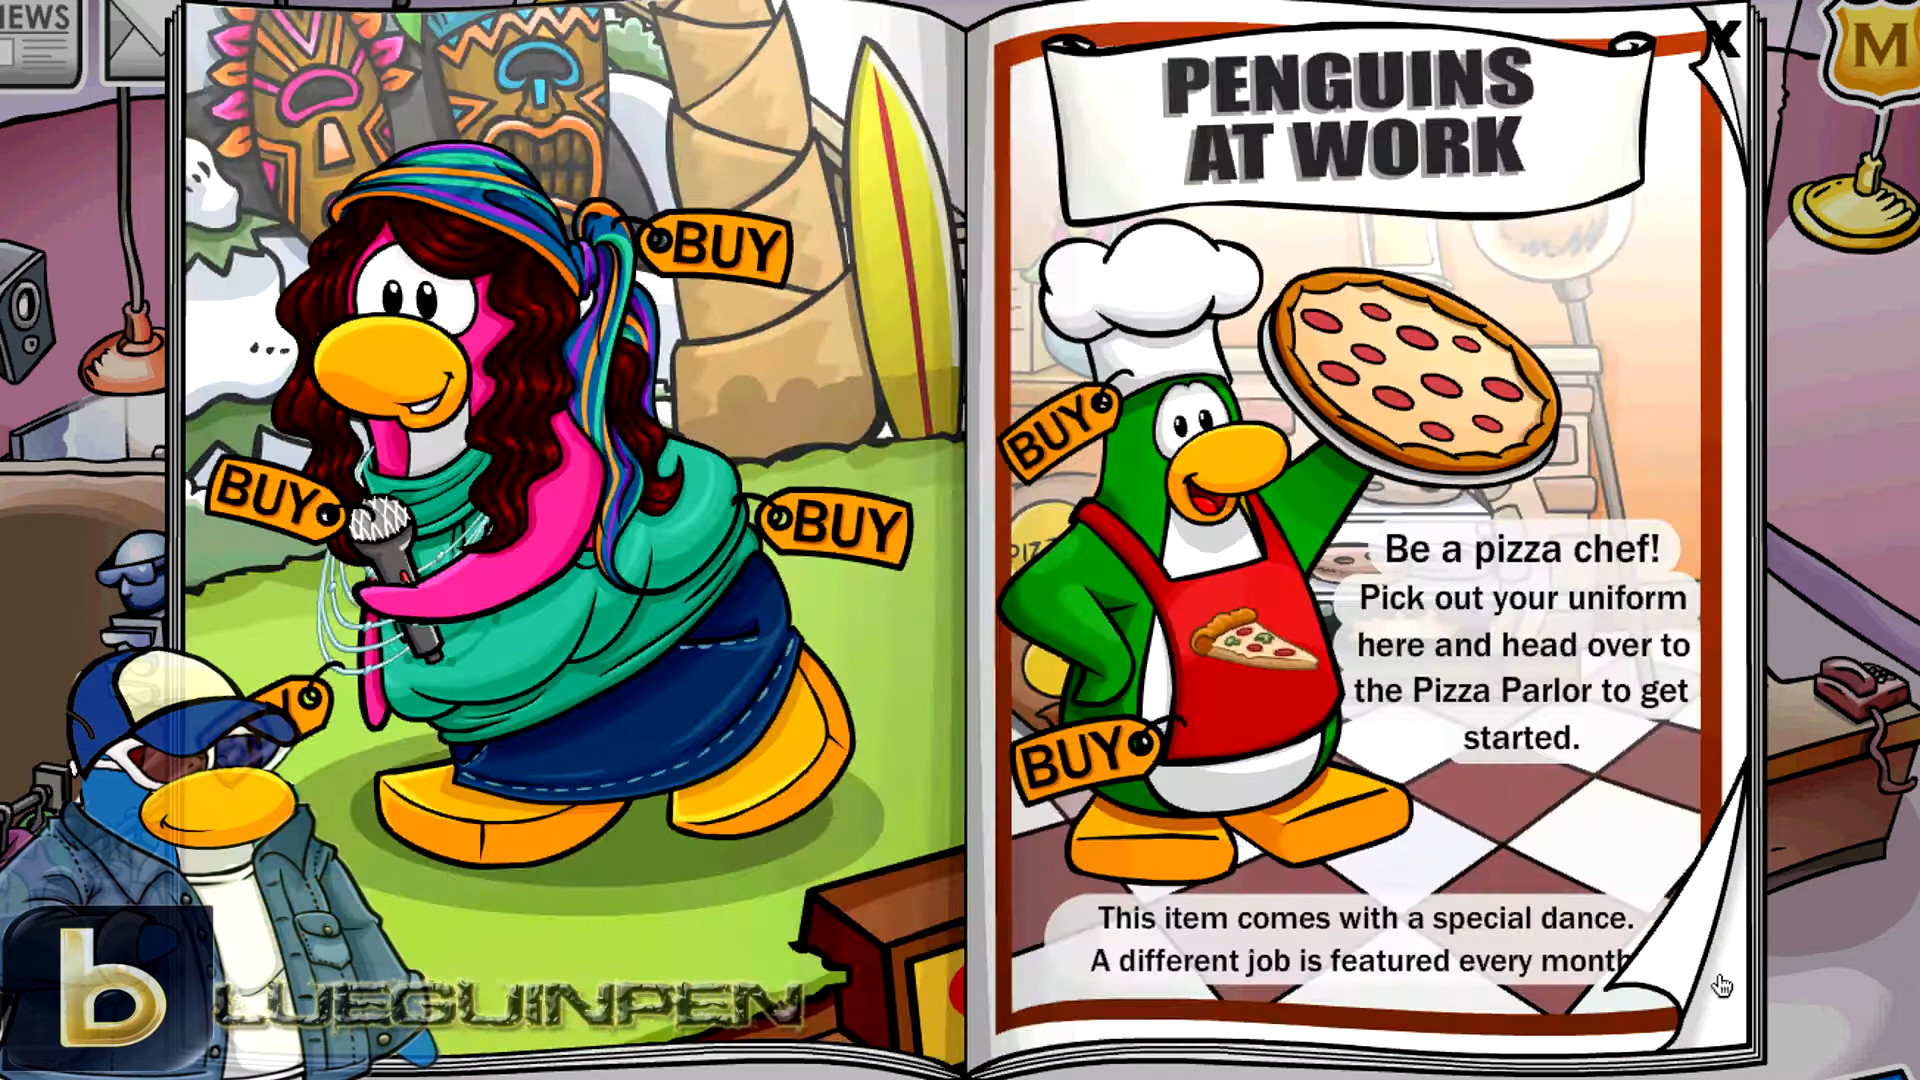 NEWS
M
X
PENGUINS
AT WORK
BUY
BUY
BUY
BUY
Be a pizza chef!
Pick out your uniform
here and head over to
the Pizza Parlor to get
started.
BUY
Y
This item comes with a special dance.
A different job is featured every month
b LUEGUINPEN